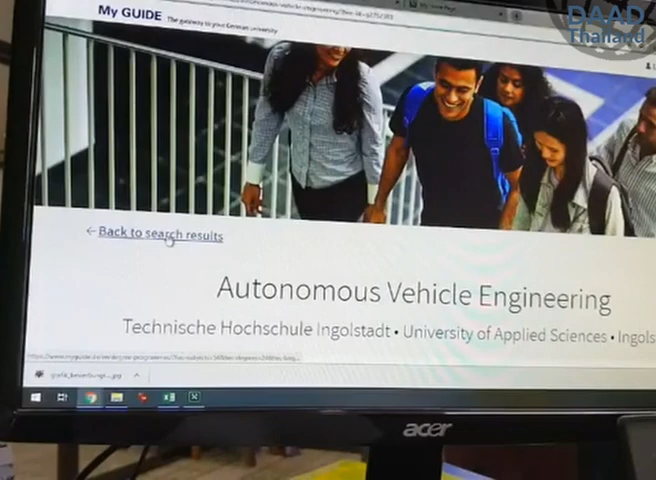 My GUIDE The gateway to your German university
DAAD
Thailand
← Back to search results
Autonomous Vehicle Engineering
Technische Hochschule Ingolstadt • University of Applied Sciences • Ingols
acer